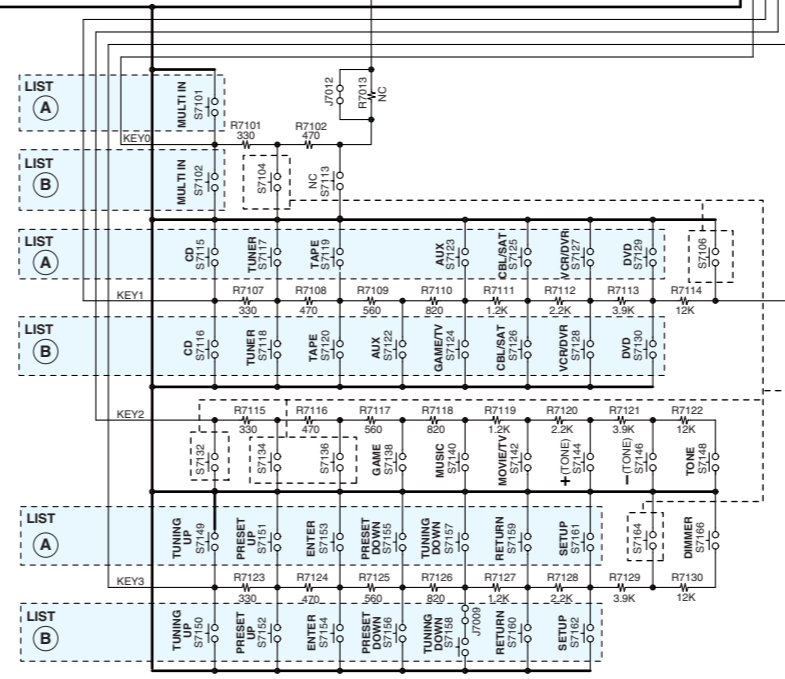 LIST
A
MULTI IN
S7101
J7012
R7013
NC
KEY0
R7101
330
R7102
470
LIST
B
MULTI IN
S7102
S7104
NC
S7113
LIST
A
CD
S7115
TUNER
S7117
TAPE
S7119
AUX
S7123
CBL/SAT
S7125
VCR/DVR
S7127
DVD
S7129
S7106
KEY1
R7107
330
R7108
470
R7109
560
R7110
820
R7111
1.2K
R7112
2.2K
R7113
3.9K
R7114
12K
LIST
B
CD
S7116
TUNER
S7118
TAPE
S7120
AUX
S7122
GAME/TV
S7124
CBL/SAT
S7126
VCR/DVR
S7128
DVD
S7130
KEY2
R7115
330
R7116
470
R7117
560
R7118
820
R7119
1.2K
R7120
2.2K
R7121
3.9K
R7122
12K
S7132
S7134
S7136
GAME
S7138
MUSIC
S7140
MOVIE/TV
S7142
+ (TONE)
S7144
− (TONE)
S7146
TONE
S7148
LIST
A
TUNING
UP
S7149
PRESET
UP
S7151
ENTER
S7153
PRESET
DOWN
S7155
TUNING
DOWN
S7157
RETURN
S7159
SETUP
S7161
S7164
DIMMER
S7166
KEY3
R7123
330
R7124
470
R7125
560
R7126
820
R7127
1.2K
R7128
2.2K
R7129
3.9K
R7130
12K
LIST
B
TUNING
UP
S7150
PRESET
UP
S7152
ENTER
S7154
PRESET
DOWN
S7156
TUNING
DOWN
S7158
J7009
RETURN
S7160
SETUP
S7162